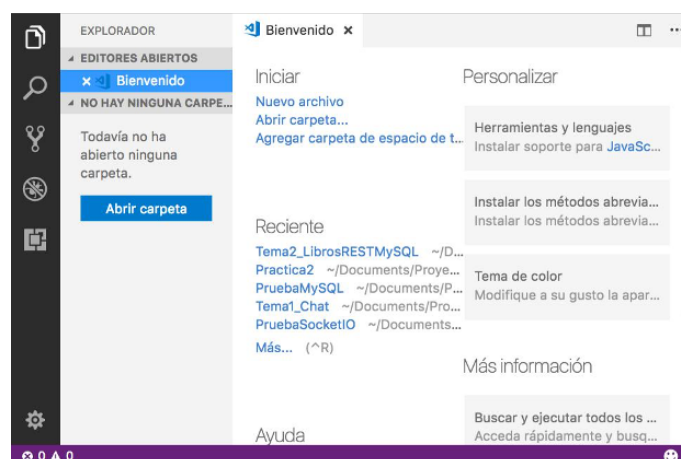 EXPLORADOR
EDITORES ABIERTOS
Bienvenido
NO HAY NINGUNA CARPE...
Todavía no ha
abierto ninguna
carpeta.
Abrir carpeta
Bienvenido
Iniciar
Nuevo archivo
Abrir carpeta...
Agregar carpeta de espacio de t...
Reciente
Tema2_LibrosRESTMySQL ~/D...
Practica2 ~/Documents/Proye...
PruebaMySQL ~/Documents/P...
Tema1_Chat ~/Documents/Pro...
PruebaSocketIO ~/Documents...
Más... (^R)
Ayuda
Personalizar
Herramientas y lenguajes
Instalar soporte para JavaSc...
Instalar los métodos abrevia...
Instalar los métodos abrevia...
Tema de color
Modifique a su gusto la apar...
Más información
Buscar y ejecutar todos los ...
Acceda rápidamente y busq...
0 0